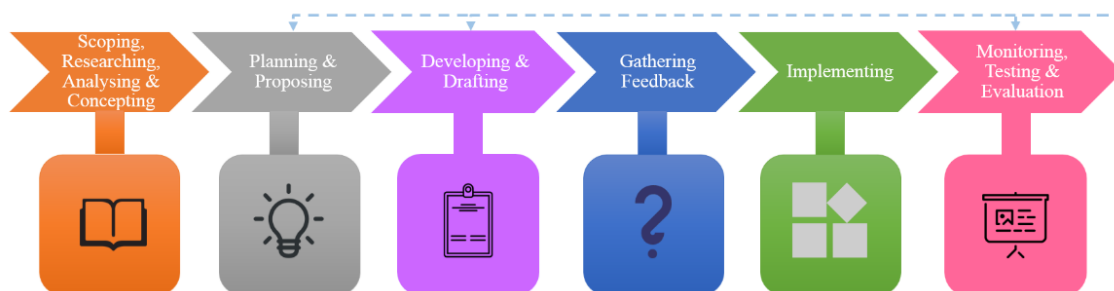 Scoping,
Researching,
Analysing &
Concepting
Planning &
Proposing
Developing &
Drafting
Gathering
Feedback
Implementing
Monitoring,
Testing &
Evaluation
?